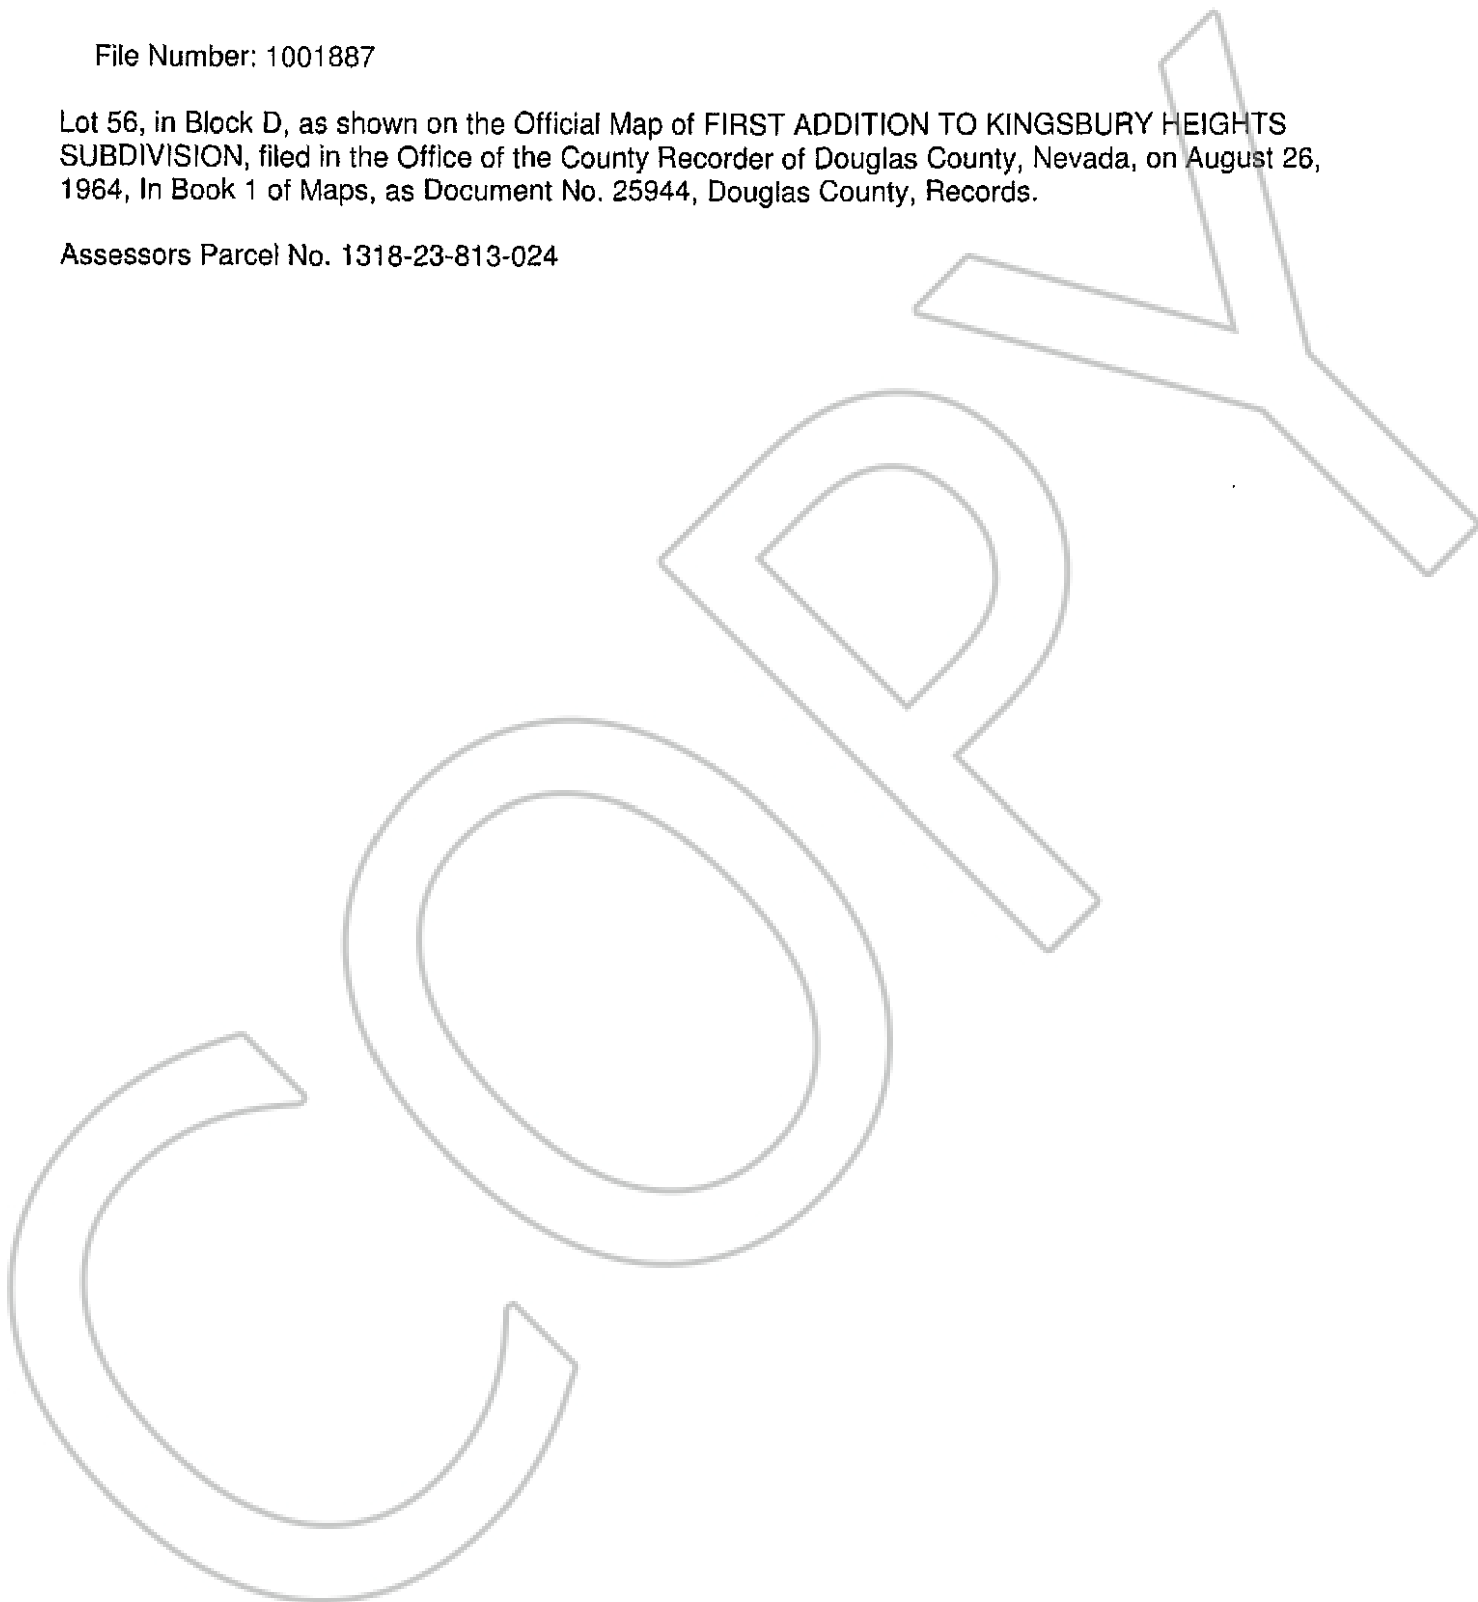 File Number: 1001887
Lot 56, in Block D, as shown on the Official Map of FIRST ADDITION TO KINGSBURY HEIGHTS
SUBDIVISION, filed in the Office of the County Recorder of Douglas County, Nevada, on August 26,
1964, In Book 1 of Maps, as Document No. 25944, Douglas County, Records.
Assessors Parcel No. 1318-23-813-024
COPY